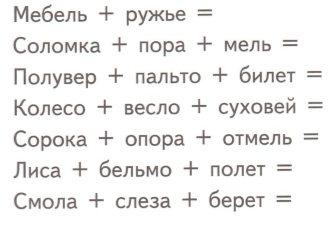 Мебель + ружье =
Соломка + пора + мель =
Полувер + пальто + билет =
Колесо + весло + суховей =
Сорока + опора + отмель =
Лиса + бельмо + полет =
Смола + слеза + берет =